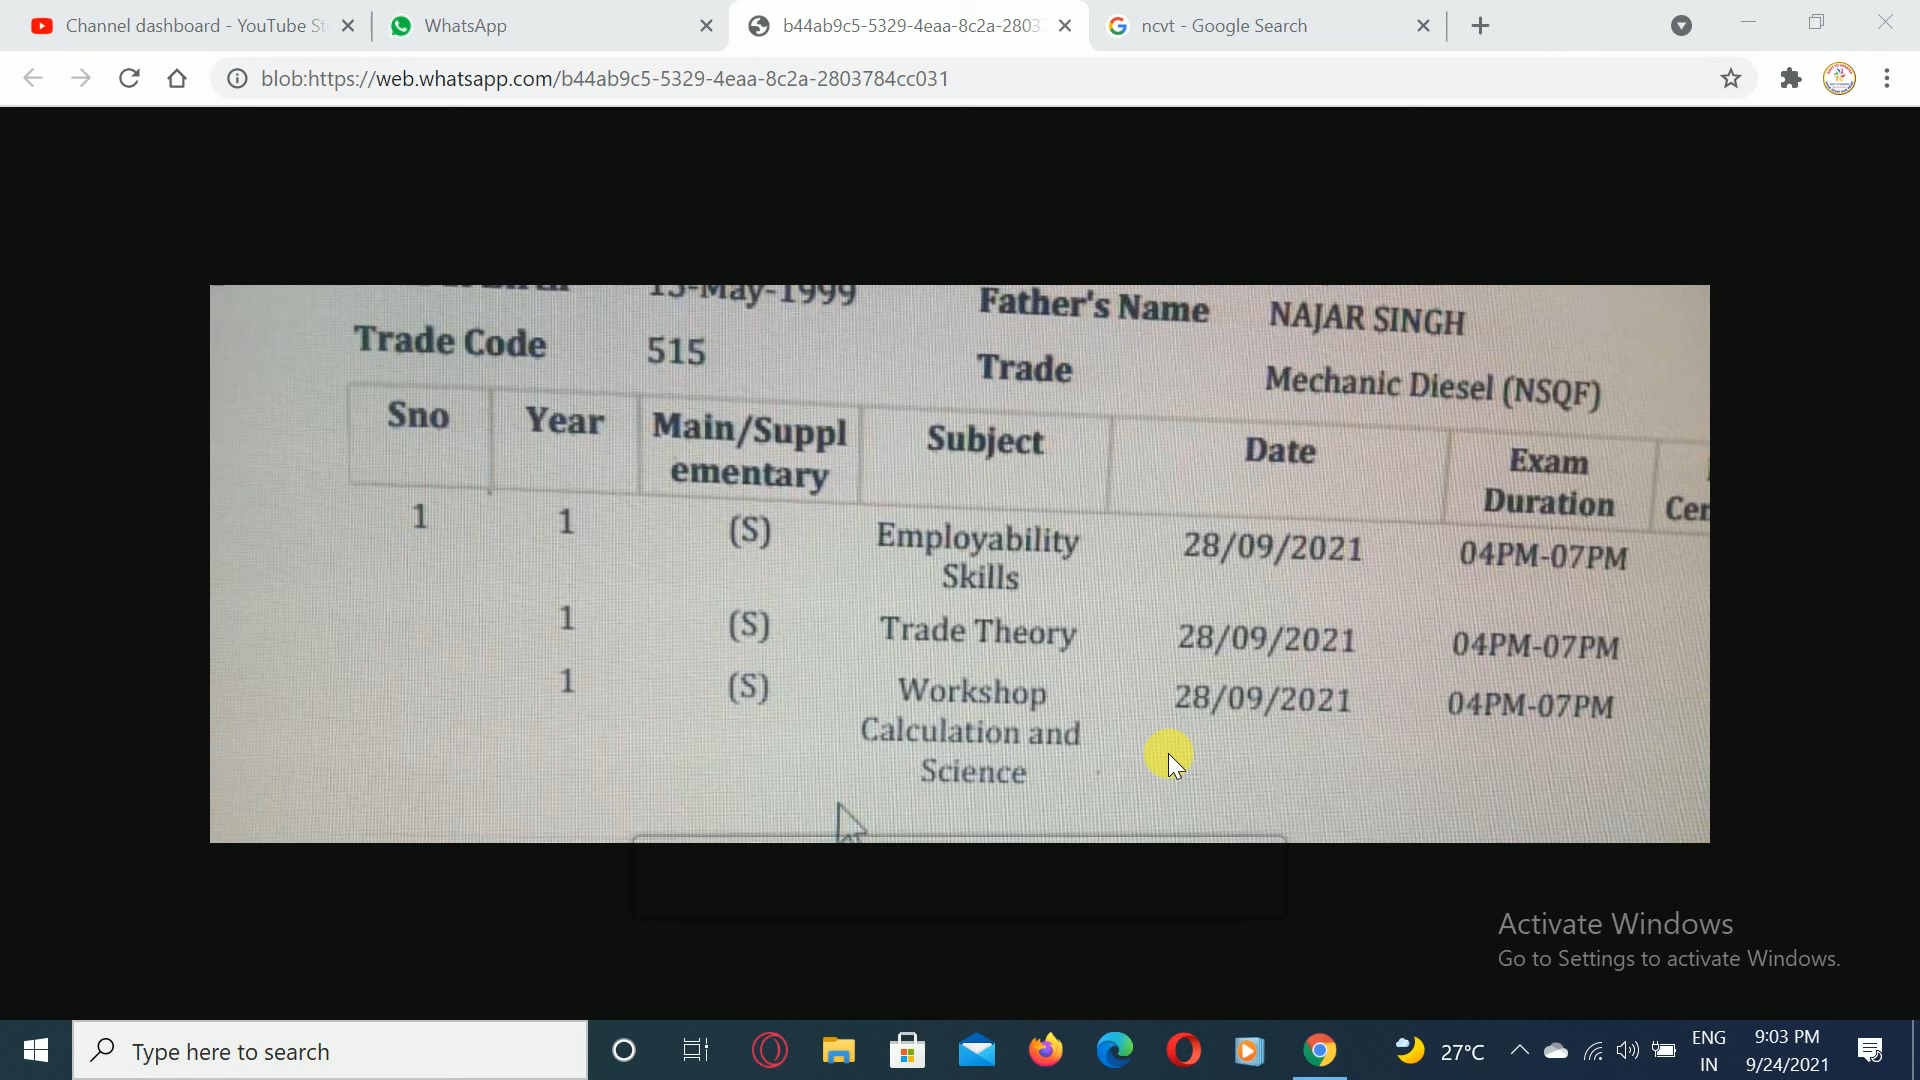 Channel dashboard - YouTube St
WhatsApp
b44ab9c5-5329-4eaa-8c2a-2803
ncvt - Google Search
blob:https://web.whatsapp.com/b44ab9c5-5329-4eaa-8c2a-2803784cc031
13-May-1999 Father's Name NAJAR SINGH
Trade Code 515 Trade Mechanic Diesel (NSQF)
Sno Year Main/Suppl Subject Date Exam
ementary Duration Cen
1 1 (S) Employability 28/09/2021 04PM-07PM
Skills
1 (S) Trade Theory 28/09/2021 04PM-07PM
1 (S) Workshop 28/09/2021 04PM-07PM
Calculation and
Science
Activate Windows
Go to Settings to activate Windows.
Type here to search
27°C
ENG
IN
9:03 PM
9/24/2021